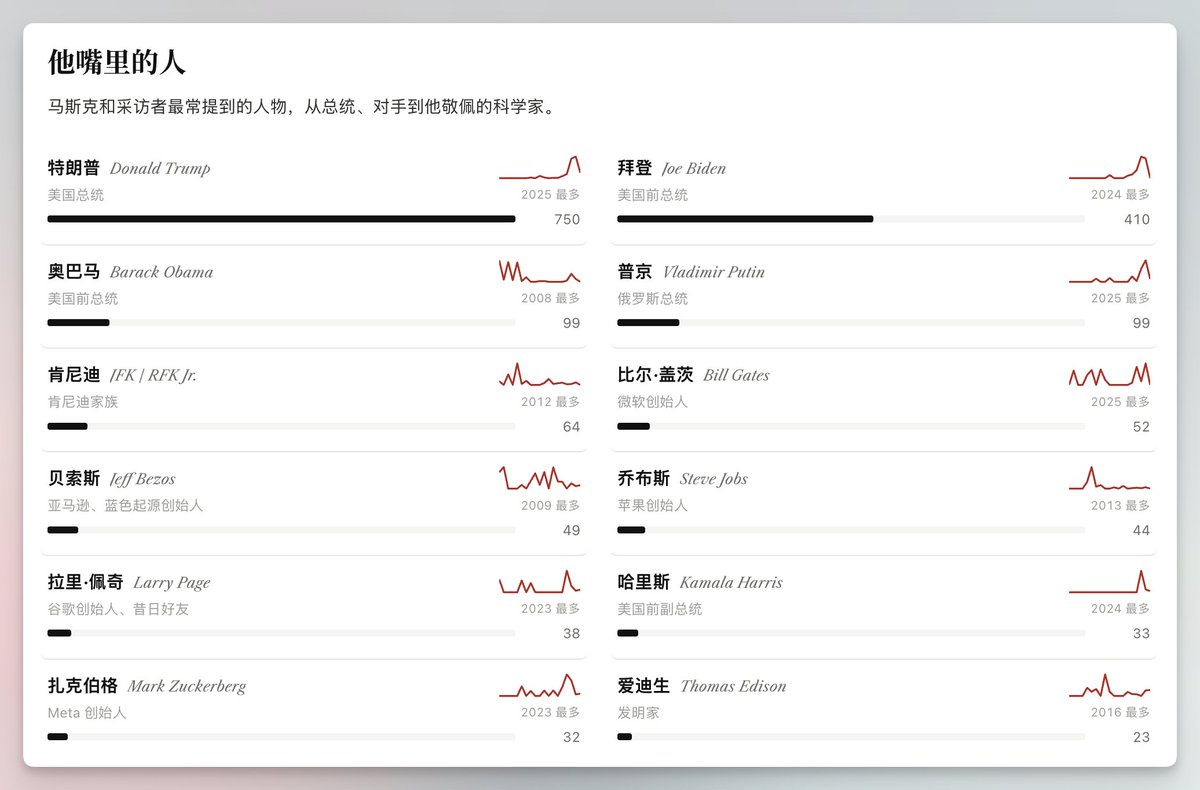 他嘴里的人
马斯克和采访者最常提到的人物，从总统、对手到他敬佩的科学家。
特朗普 Donald Trump
美国总统
2025 最多
750
拜登 Joe Biden
美国前总统
2024 最多
410
奥巴马 Barack Obama
美国前总统
2008 最多
99
普京 Vladimir Putin
俄罗斯总统
2025 最多
99
肯尼迪 JFK | RFK Jr.
肯尼迪家族
2012 最多
64
比尔·盖茨 Bill Gates
微软创始人
2025 最多
52
贝索斯 Jeff Bezos
亚马逊、蓝色起源创始人
2009 最多
49
乔布斯 Steve Jobs
苹果创始人
2013 最多
44
拉里·佩奇 Larry Page
谷歌创始人、昔日好友
2023 最多
38
哈里斯 Kamala Harris
美国前副总统
2024 最多
33
扎克伯格 Mark Zuckerberg
Meta 创始人
2023 最多
32
爱迪生 Thomas Edison
发明家
2016 最多
23